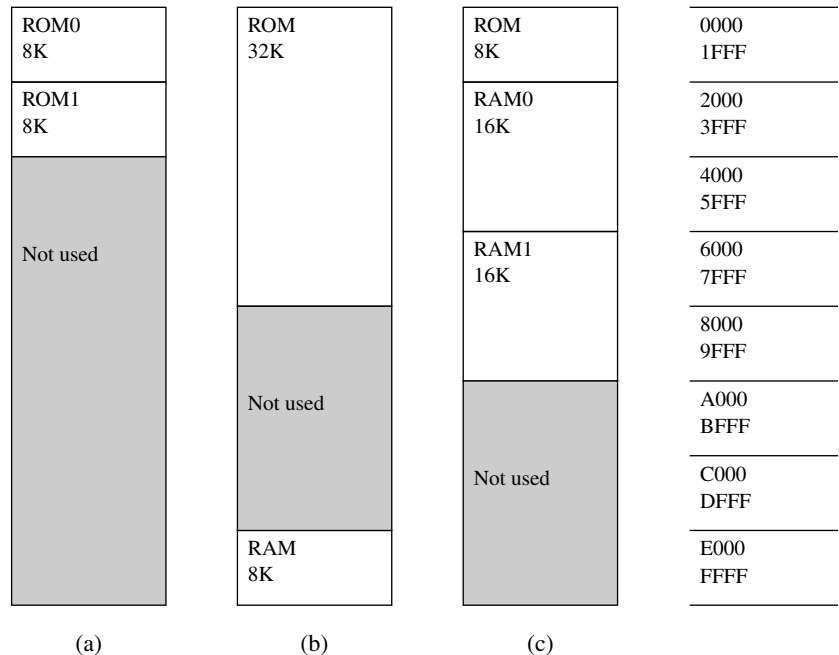 ROM0
8K
ROM1
8K
Not used
(a)
ROM
32K
Not used
RAM
8K
(b)
ROM
8K
RAM0
16K
RAM1
16K
Not used
(c)
0000
1FFF
2000
3FFF
4000
5FFF
6000
7FFF
8000
9FFF
A000
BFFF
C000
DFFF
E000
FFFF